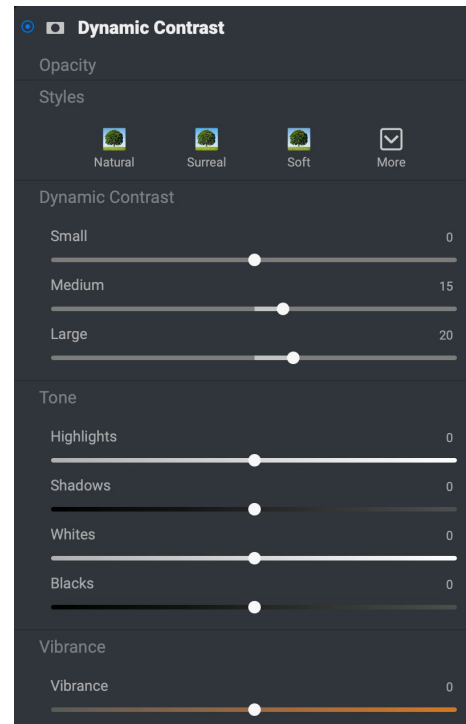 Dynamic Contrast
Opacity
Styles
Natural Surreal Soft More
Dynamic Contrast
Small 0
Medium 15
Large 20
Tone
Highlights 0
Shadows 0
Whites 0
Blacks 0
Vibrance
Vibrance 0